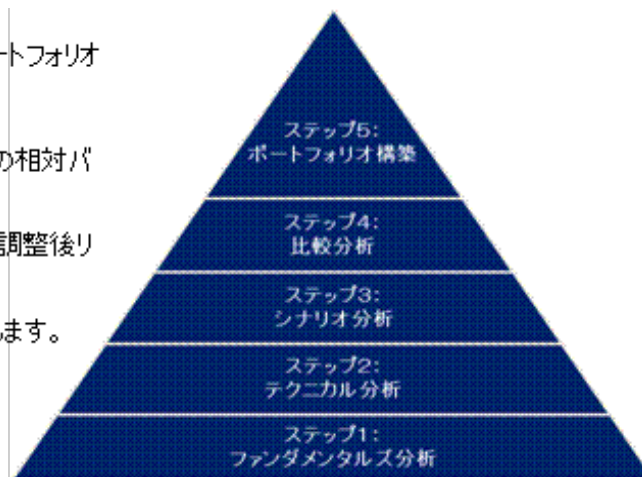 ートフォリオ
の相対バ
調整後リ
 します。
ステップ5:
ポートフォリオ構築
ステップ4:
比較分析
ステップ3:
シナリオ分析
ステップ2:
テクニカル分析
ステップ1:
ファンダメンタルズ分析